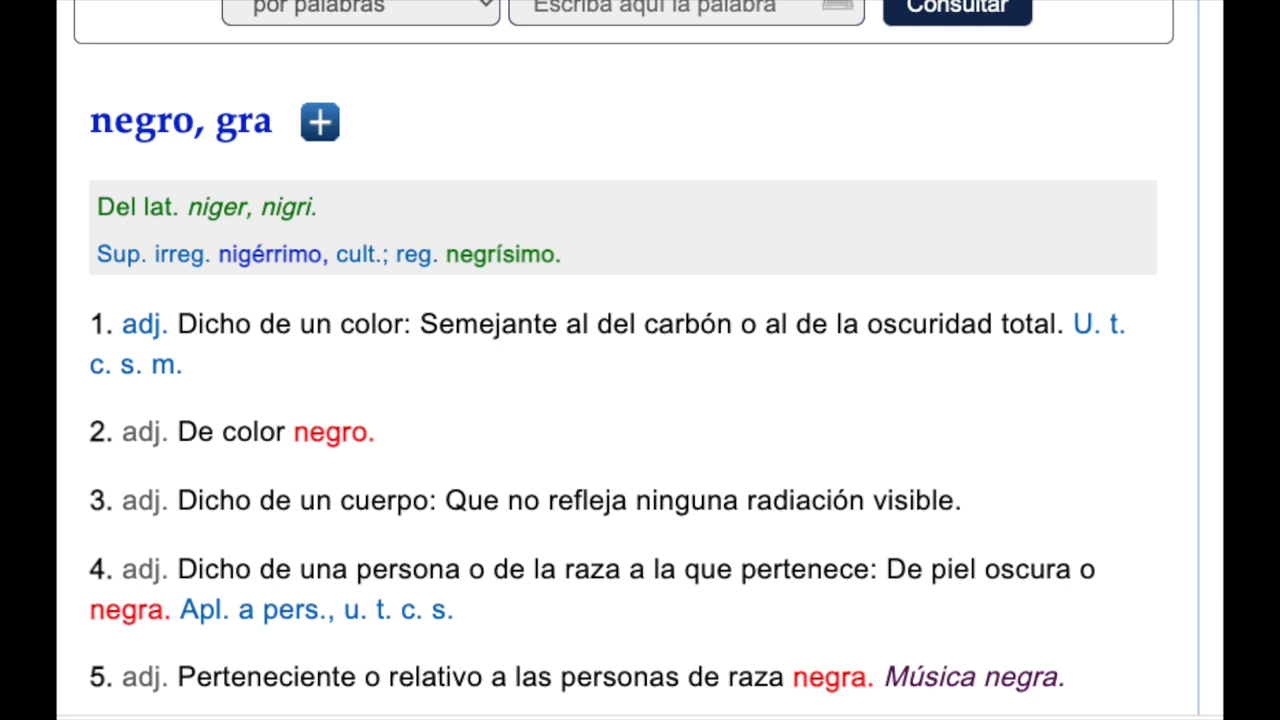 por palabras Escriba aquí la palabra Consultar
negro, gra +
Del lat. niger, nigri.
Sup. irreg. nigérrimo, cult.; reg. negrísimo.
1. adj. Dicho de un color: Semejante al del carbón o al de la oscuridad total. U. t.
c. s. m.
2. adj. De color negro.
3. adj. Dicho de un cuerpo: Que no refleja ninguna radiación visible.
4. adj. Dicho de una persona o de la raza a la que pertenece: De piel oscura o
negra. Apl. a pers., u. t. c. s.
5. adj. Perteneciente o relativo a las personas de raza negra. Música negra.